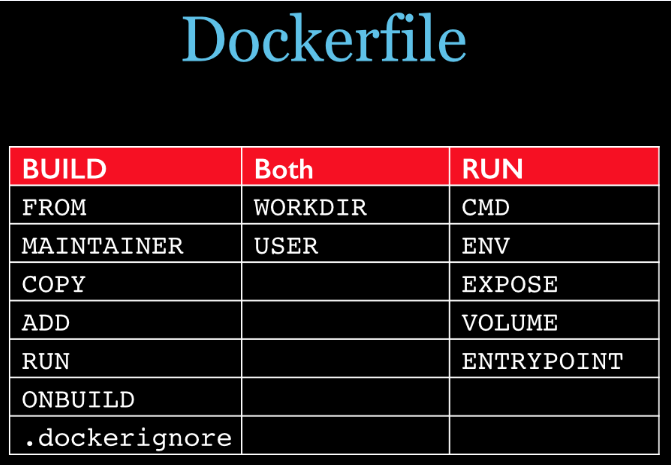 Dockerfile
BUILD Both RUN
FROM WORKDIR CMD
MAINTAINER USER ENV
COPY EXPOSE
ADD VOLUME
RUN ENTRYPOINT
ONBUILD
.dockerignore